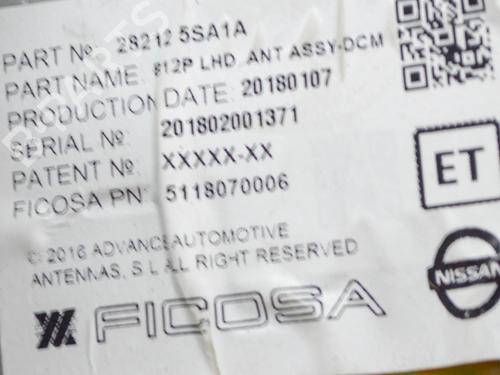 PART Nº: 28212 5SA1A
PART NAME: 812P LHD ANT ASSY-DCM
PRODUCTION DATE: 20180107
SERIAL Nº: 201802001371
PATENT Nº: XXXXX-XX
FICOSA PN: 5118070006
ET
© 2016 ADVANCE AUTOMOTIVE
ANTENNAS, S.L. ALL RIGHT RESERVED
NISSAN
FICOSA